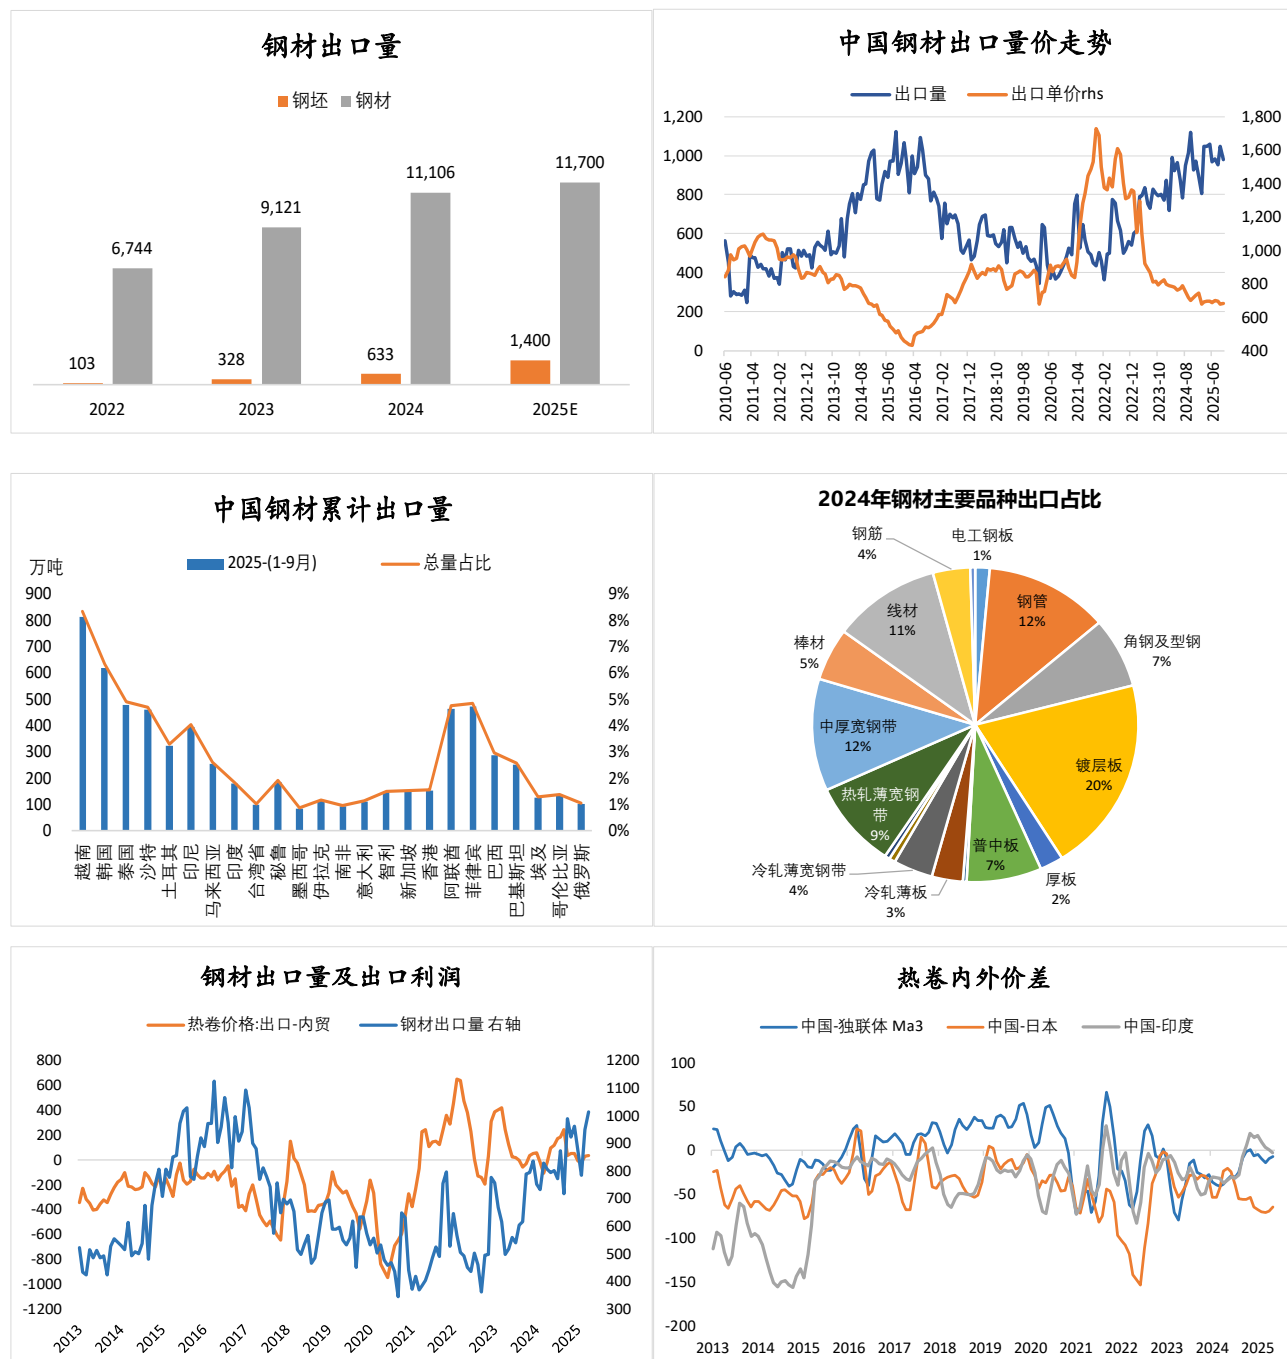 钢材出口量
钢坯 钢材
103 6,744 328 9,121 633 11,106 1,400 11,700
2022 2023 2024 2025E
中国钢材出口量价走势
出口量 出口单价rhs
1,200 1,800
1,000 1,600
800 1,400
600 1,200
400 1,000
200 800
0 600
400
2010-06 2011-04 2012-02 2012-12 2013-10 2014-08 2015-06 2016-04 2017-02 2017-12 2018-10 2019-08 2020-06 2021-04 2022-02 2022-12 2023-10 2024-08 2025-06
中国钢材累计出口量
万吨 2025-(1-9月) 总量占比
900 9%
800 8%
700 7%
600 6%
500 5%
400 4%
300 3%
200 2%
100 1%
0 0%
越南 韩国 泰国 沙特 土耳其 印尼 马来西亚 印度 台湾省 秘鲁 墨西哥 伊拉克 南非 意大利 智利 新加坡 香港 阿联酋 菲律宾 巴西 巴基斯坦 埃及 哥伦比亚 俄罗斯
2024年钢材主要品种出口占比
电工钢板
1%
钢管
12%
角钢及型钢
7%
镀层板
20%
厚板
2%
普中板
7%
冷轧薄板
3%
冷轧薄宽钢带
4%
热轧薄宽钢
带
9%
中厚宽钢带
12%
棒材
5%
线材
11%
钢筋
4%
钢材出口量及出口利润
热卷价格:出口-内贸 钢材出口量 右轴
800 1200
600 1100
400 1000
200 900
0 800
-200 700
-400 600
-600 500
-800 400
-1000 300
-1200
2013 2014 2015 2016 2017 2018 2019 2020 2021 2022 2023 2024 2025
热卷内外价差
中国-独联体 Ma3 中国-日本 中国-印度
100
50
0
-50
-100
-150
-200
2013 2014 2015 2016 2017 2018 2019 2020 2021 2022 2023 2024 2025